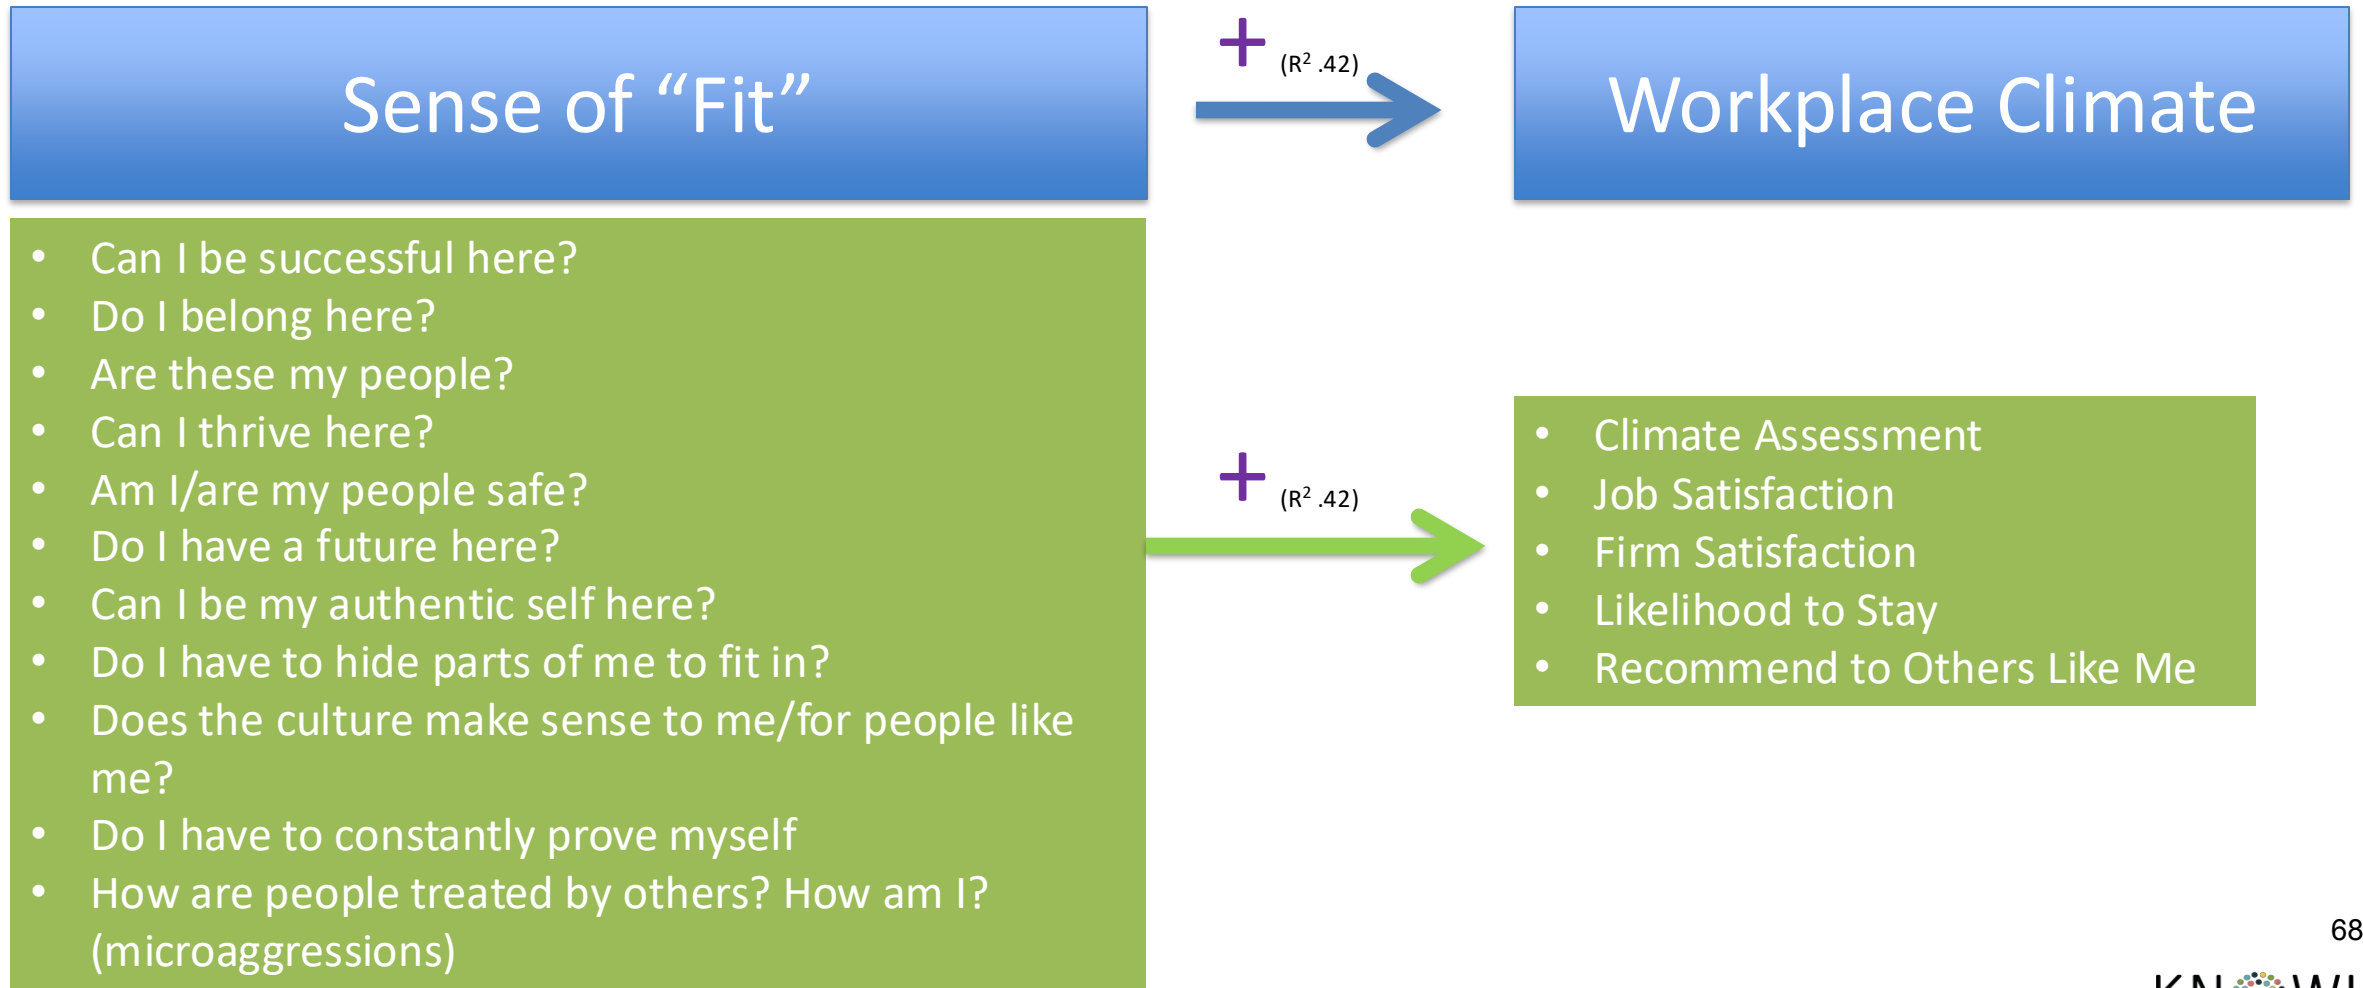 Sense of “Fit”
+ (R² .42)
Workplace Climate
• Can I be successful here?
• Do I belong here?
• Are these my people?
• Can I thrive here?
• Am I/are my people safe?
• Do I have a future here?
• Can I be my authentic self here?
• Do I have to hide parts of me to fit in?
• Does the culture make sense to me/for people like
me?
• Do I have to constantly prove myself
• How are people treated by others? How am I?
(microaggressions)
+ (R² .42)
• Climate Assessment
• Job Satisfaction
• Firm Satisfaction
• Likelihood to Stay
• Recommend to Others Like Me
68